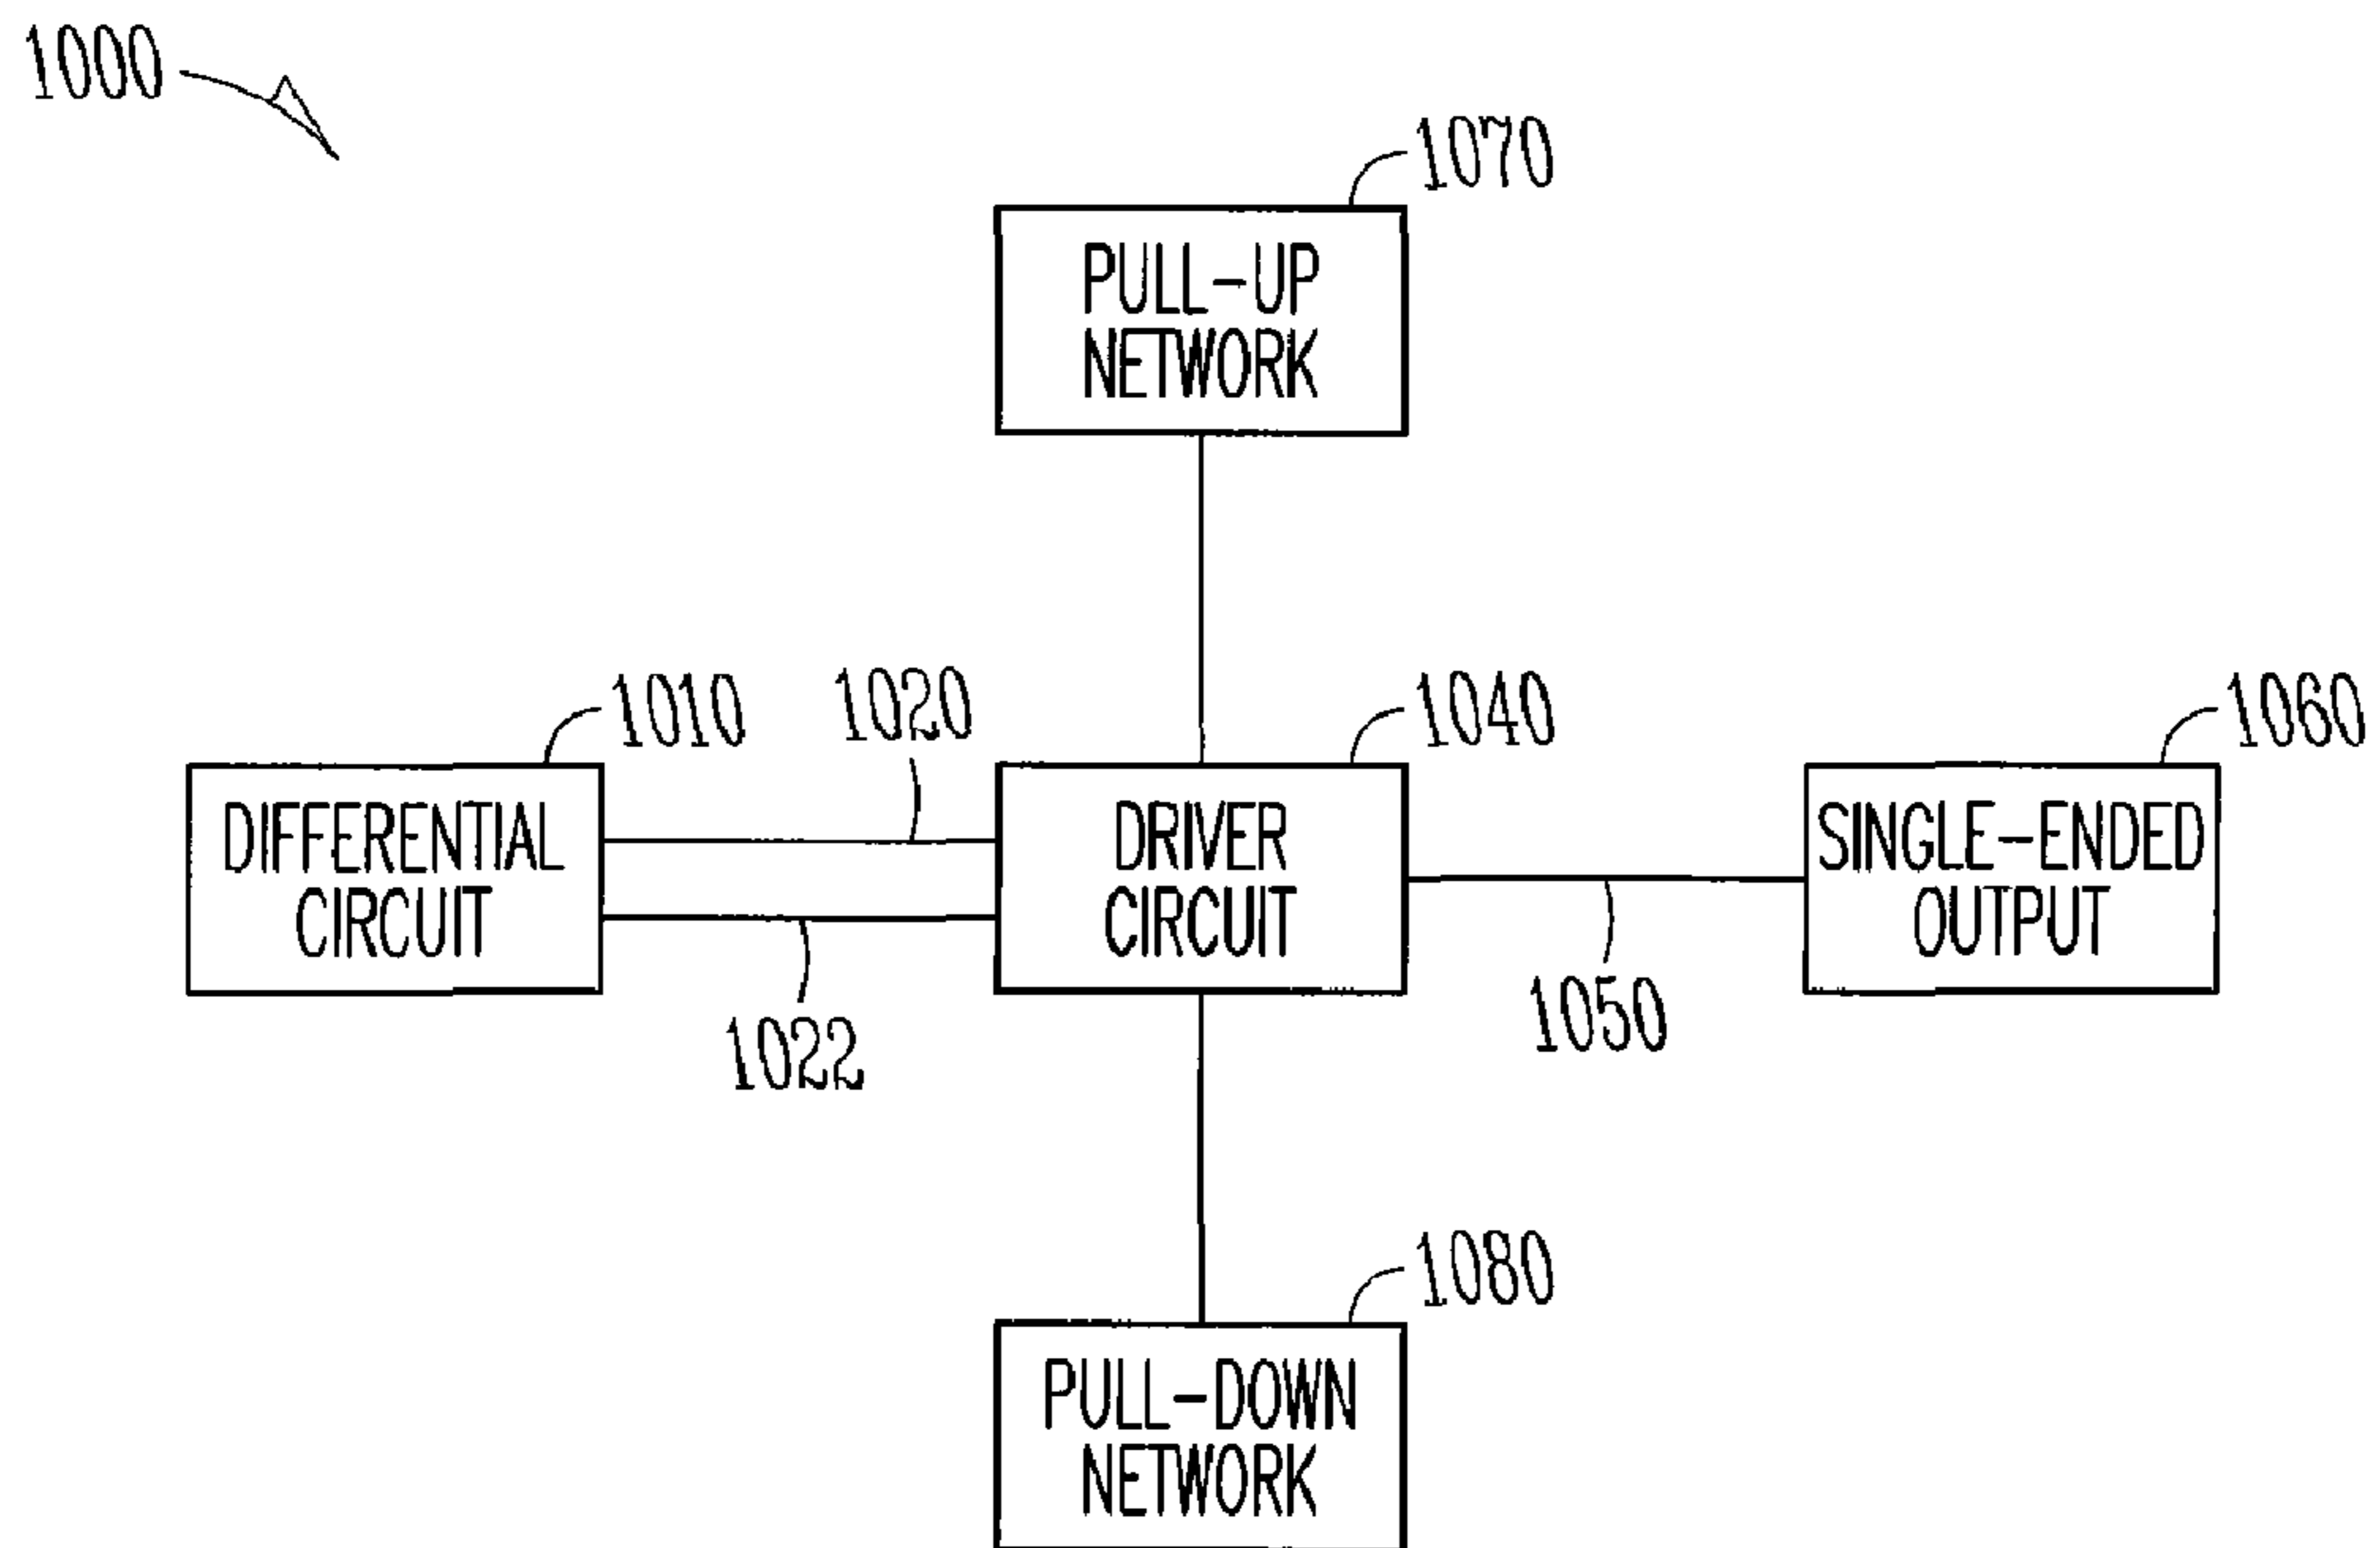 1000
1070
PULL-UP
NETWORK
1010
1020
1040
1060
DIFFERENTIAL
CIRCUIT
DRIVER
CIRCUIT
SINGLE-ENDED
OUTPUT
1022
1050
1080
PULL-DOWN
NETWORK